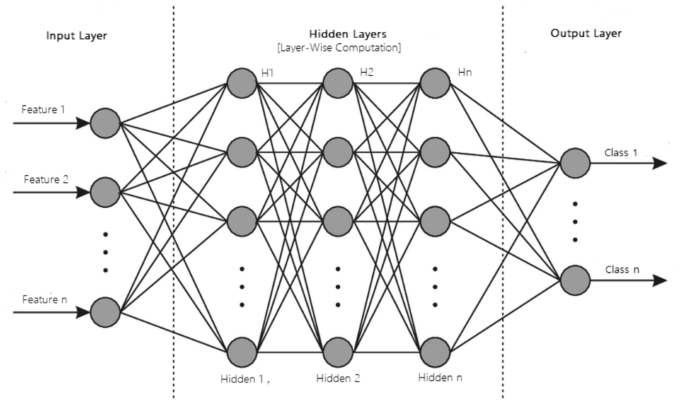 Input Layer
Hidden Layers
[Layer-Wise Computation]
Output Layer
H1
H2
Hn
Feature 1
Feature 2
Feature n
Class 1
Class n
Hidden 1 ,
Hidden 2
Hidden n